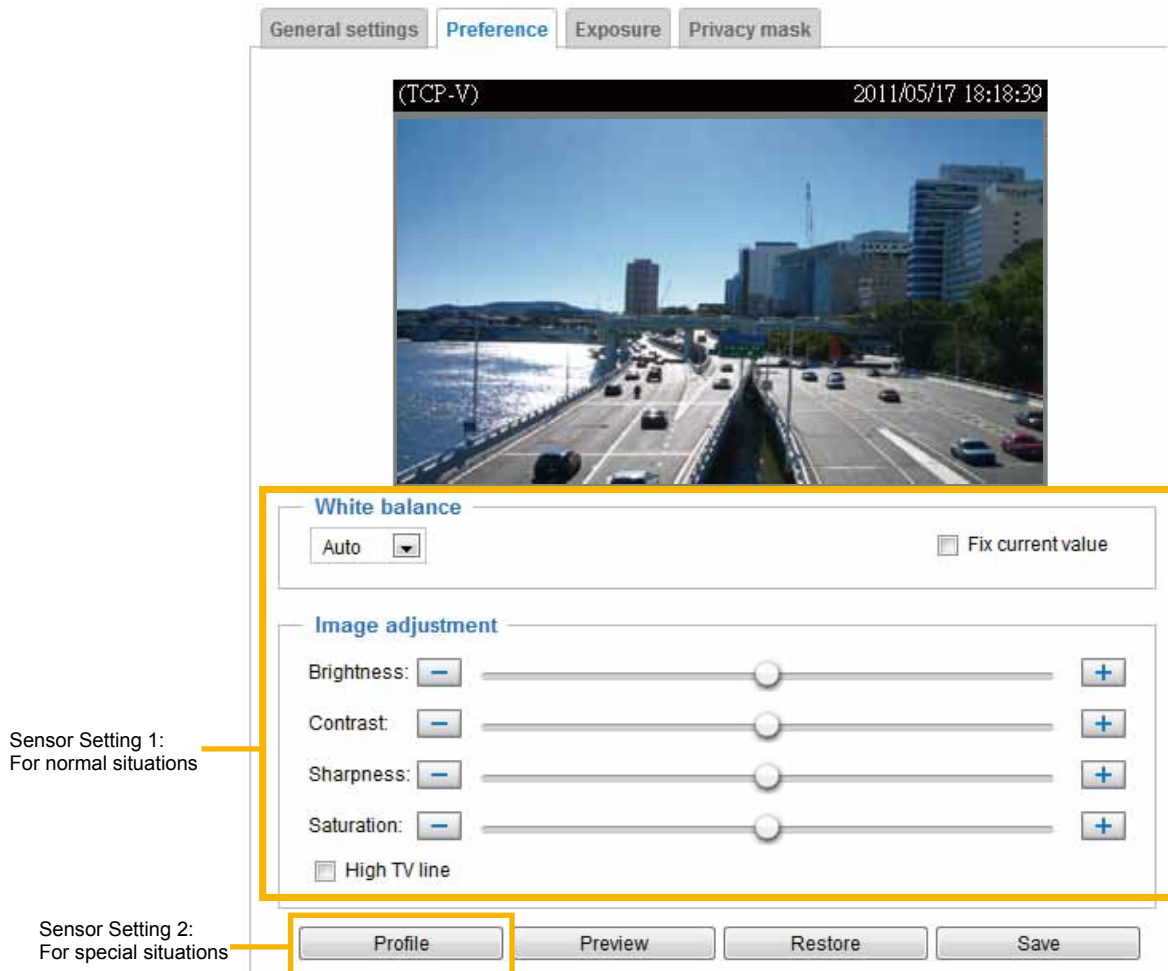 General settings Preference Exposure Privacy mask
(TCP-V) 2011/05/17 18:18:39
White balance
Auto Fix current value
Image adjustment
Brightness:
Contrast:
Sharpness:
Saturation:
High TV line
Sensor Setting 1:
For normal situations
Sensor Setting 2:
For special situations
Profile Preview Restore Save